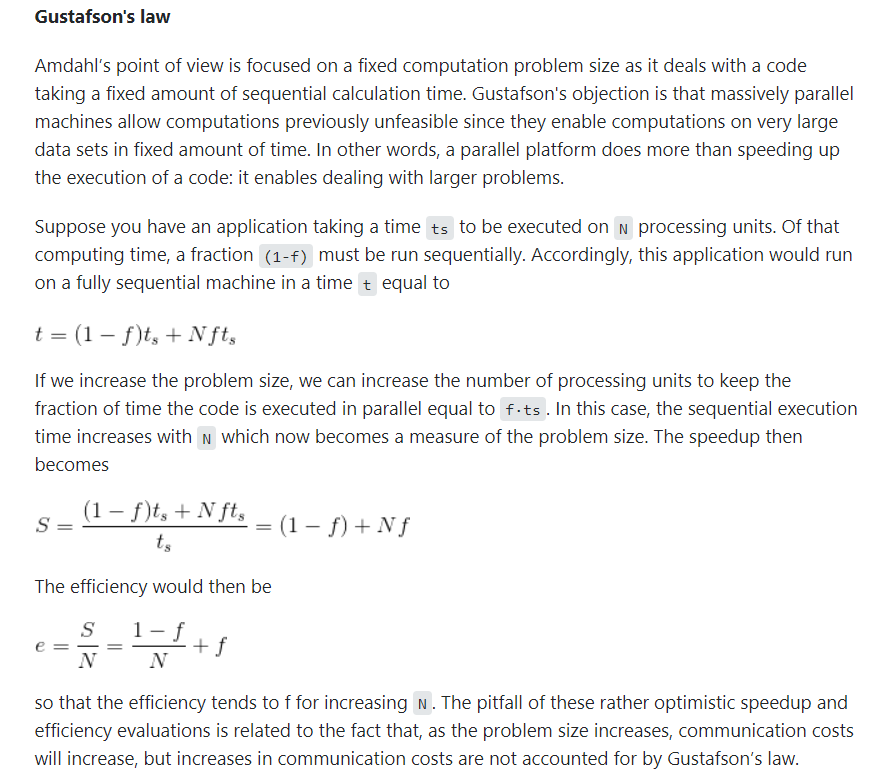 Gustafson's law
Amdahl's point of view is focused on a fixed computation problem size as it deals with a code
taking a fixed amount of sequential calculation time. Gustafson's objection is that massively parallel
machines allow computations previously unfeasible since they enable computations on very large
data sets in fixed amount of time. In other words, a parallel platform does more than speeding up
the execution of a code: it enables dealing with larger problems.
Suppose you have an application taking a time ts to be executed on N processing units. Of that
computing time, a fraction (1-f) must be run sequentially. Accordingly, this application would run
on a fully sequential machine in a time t equal to
t = (1 − f)tₛ + N f tₛ
If we increase the problem size, we can increase the number of processing units to keep the
fraction of time the code is executed in parallel equal to f·ts . In this case, the sequential execution
time increases with N which now becomes a measure of the problem size. The speedup then
becomes
S = ((1 − f)tₛ + N f tₛ) / tₛ = (1 − f) + N f
The efficiency would then be
e = S/N = (1 − f)/N + f
so that the efficiency tends to f for increasing N . The pitfall of these rather optimistic speedup and
efficiency evaluations is related to the fact that, as the problem size increases, communication costs
will increase, but increases in communication costs are not accounted for by Gustafson's law.